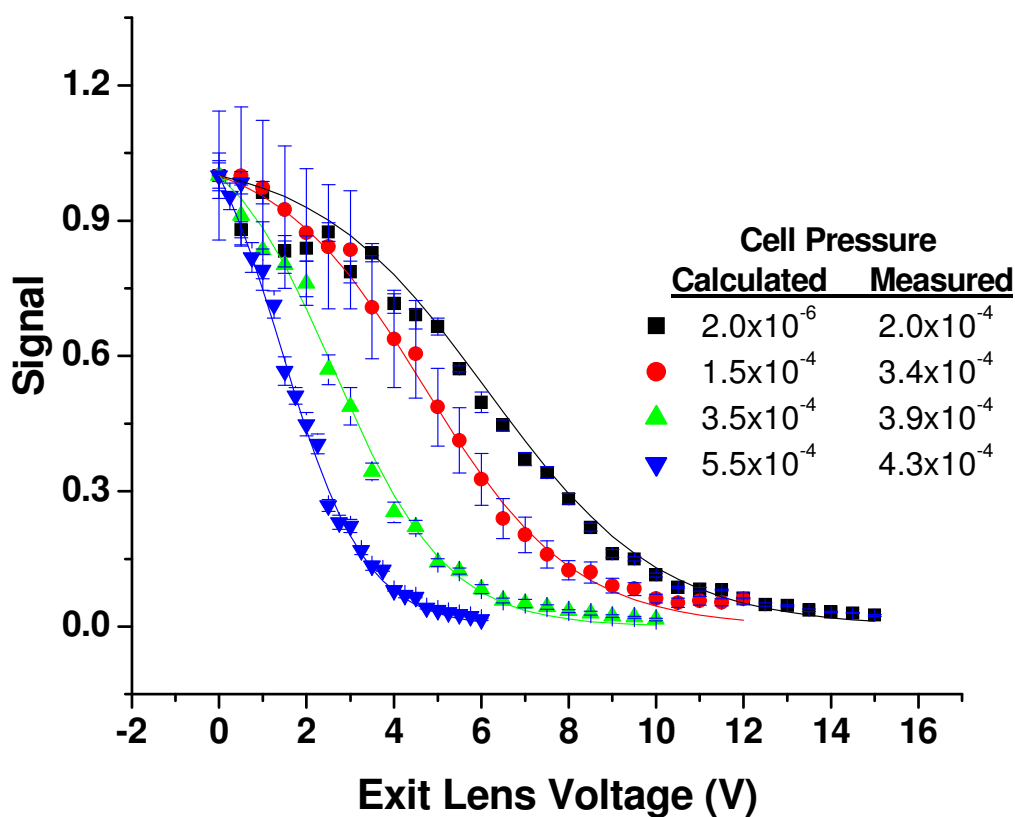 1.2
0.9
0.6
0.3
0.0
Signal
Cell Pressure
Calculated Measured
2.0x10⁻⁶ 2.0x10⁻⁴
1.5x10⁻⁴ 3.4x10⁻⁴
3.5x10⁻⁴ 3.9x10⁻⁴
5.5x10⁻⁴ 4.3x10⁻⁴
-2 0 2 4 6 8 10 12 14 16
Exit Lens Voltage (V)